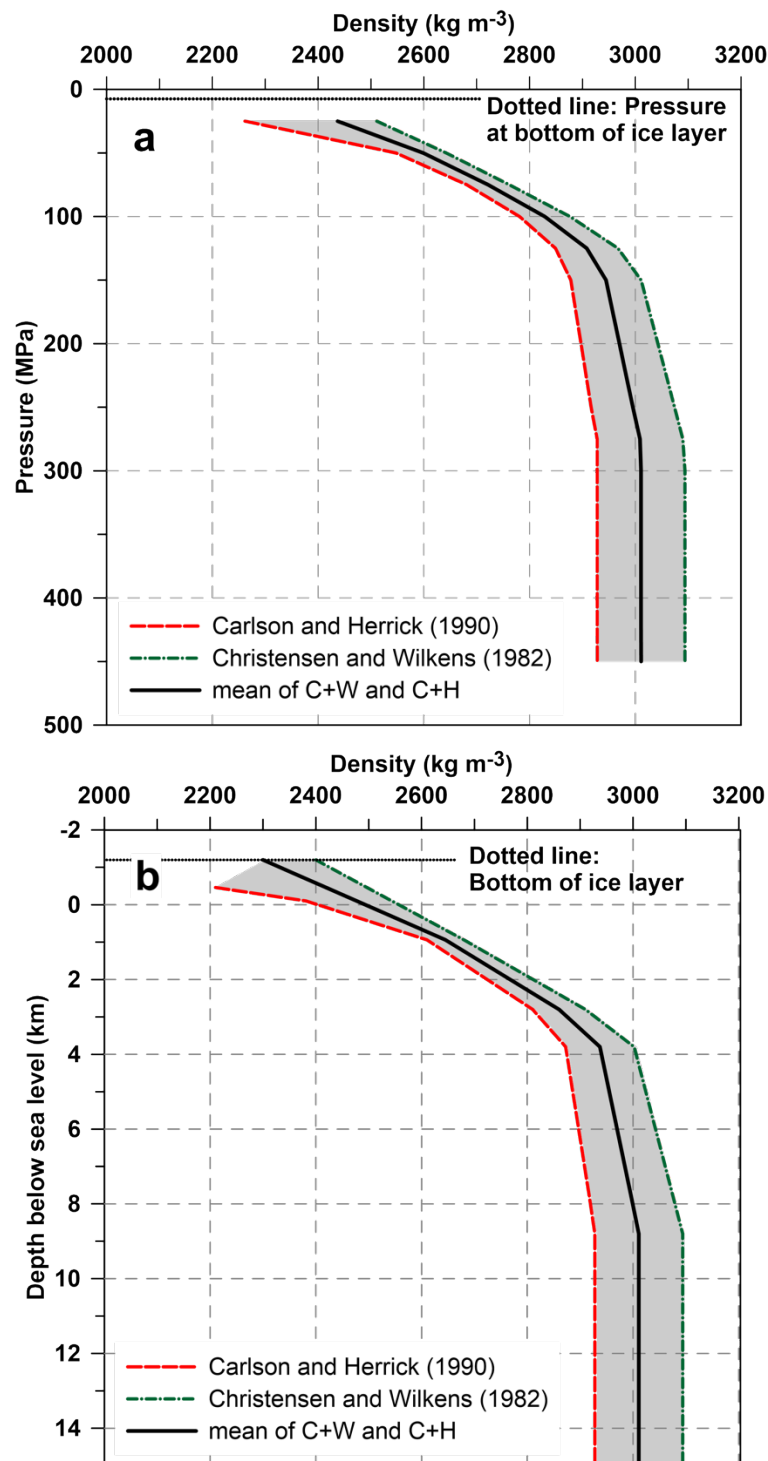 Density (kg m-3)
2000 2200 2400 2600 2800 3000 3200
0
Dotted line: Pressure
at bottom of ice layer
a
100
200
Pressure (MPa)
300
400
Carlson and Herrick (1990)
Christensen and Wilkens (1982)
mean of C+W and C+H
500
Density (kg m-3)
2000 2200 2400 2600 2800 3000 3200
-2
Dotted line:
Bottom of ice layer
b
0
2
4
6
Depth below sea level (km)
8
10
12
Carlson and Herrick (1990)
Christensen and Wilkens (1982)
mean of C+W and C+H
14